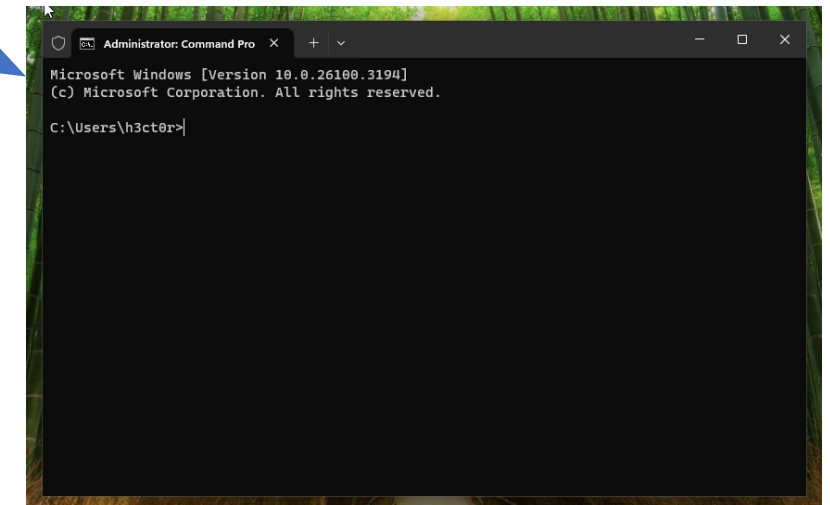 Administrator: Command Pro
Microsoft Windows [Version 10.0.26100.3194]
(c) Microsoft Corporation. All rights reserved.
C:\Users\h3ct0r>